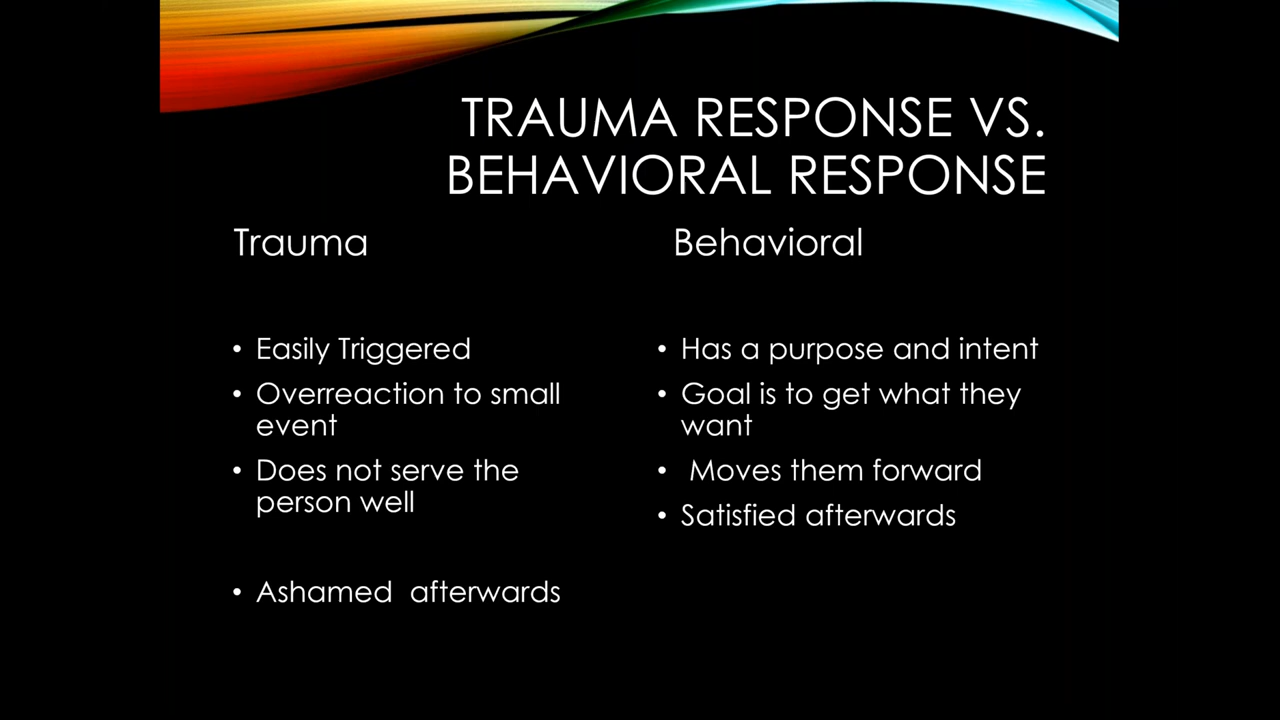 TRAUMA RESPONSE VS.
BEHAVIORAL RESPONSE
Trauma
• Easily Triggered
• Overreaction to small
event
• Does not serve the
person well
• Ashamed  afterwards
Behavioral
• Has a purpose and intent
• Goal is to get what they
want
•  Moves them forward
• Satisfied afterwards